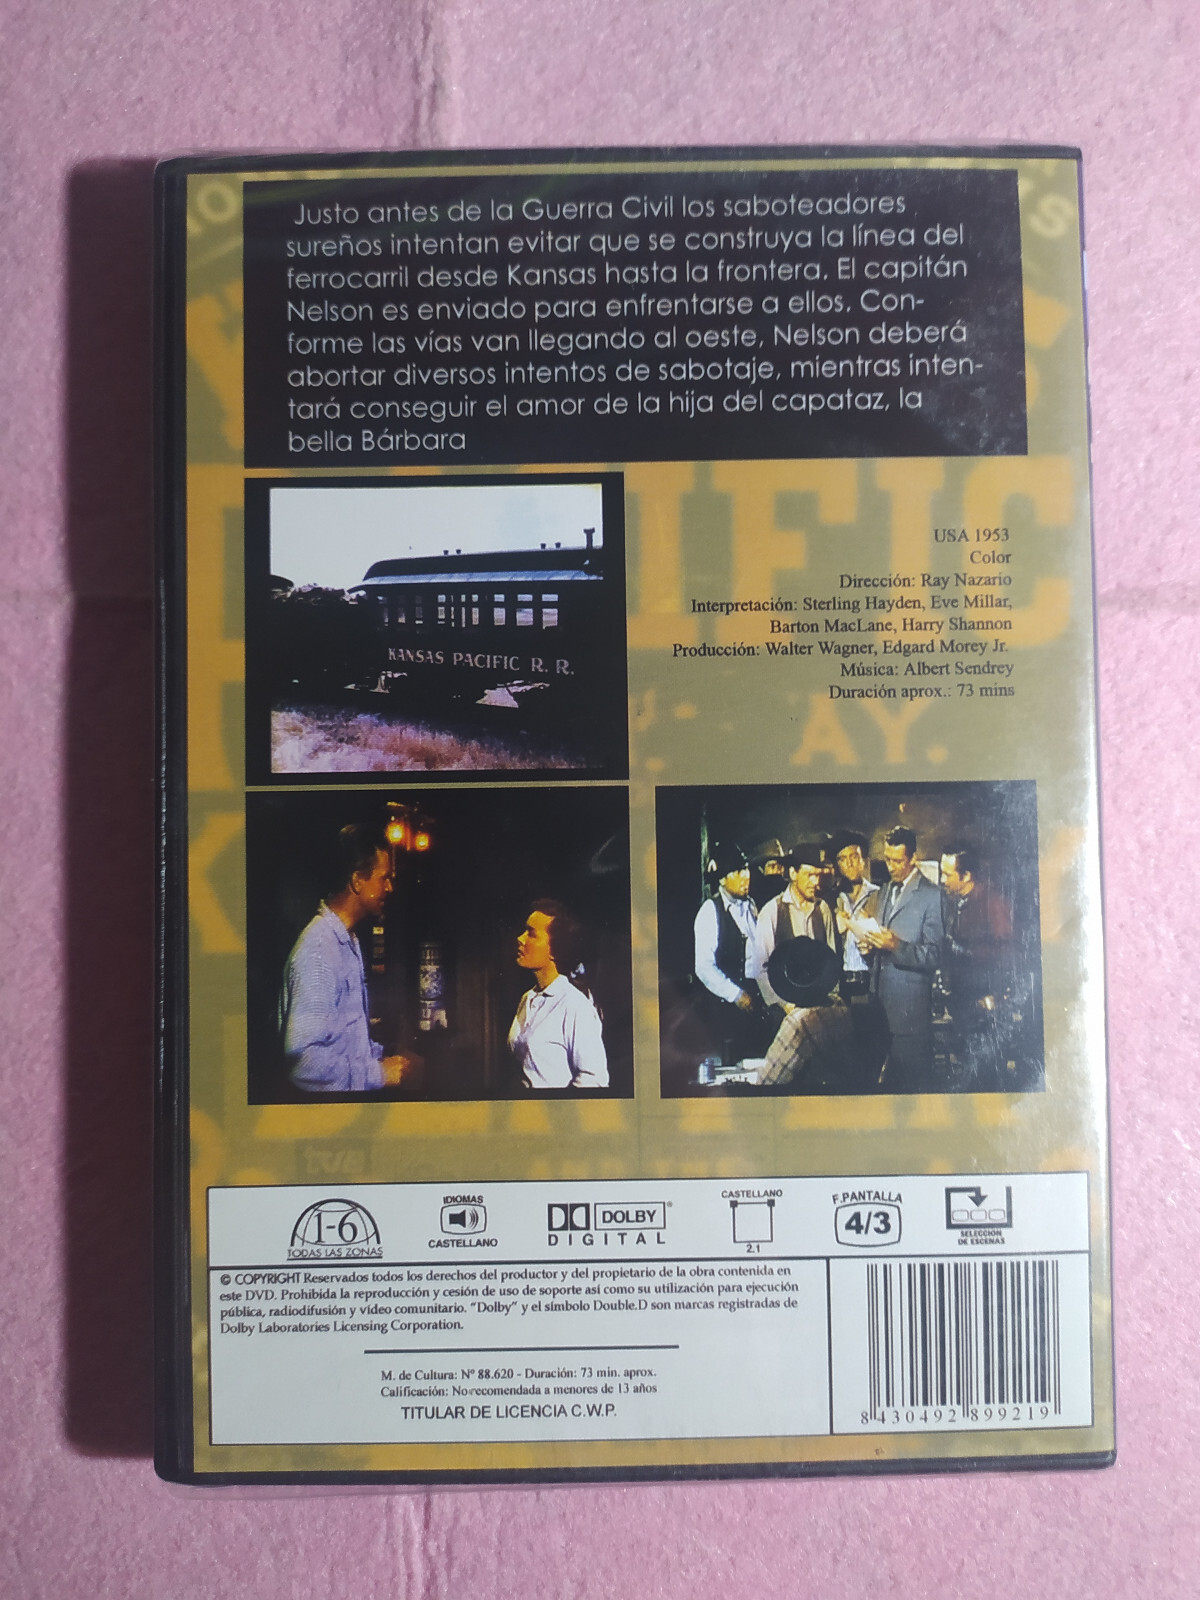 Justo antes de la Guerra Civil los saboteadores
sureños intentan evitar que se construya la línea del
ferrocarril desde Kansas hasta la frontera. El capitán
Nelson es enviado para enfrentarse a ellos. Con-
forme las vías van llegando al oeste, Nelson deberá
abortar diversos intentos de sabotaje, mientras inten-
tará conseguir el amor de la hija del capataz, la
bella Bárbara
KANSAS PACIFIC R. R.
USA 1953
Color
Dirección: Ray Nazario
Interpretación: Sterling Hayden, Eve Millar,
Barton MacLane, Harry Shannon
Producción: Walter Wagner, Edgard Morey Jr.
Música: Albert Sendrey
Duración aprox.: 73 mins
AY.
1-6
TODAS LAS ZONAS
IDIOMAS
CASTELLANO
DOLBY
DIGITAL
CASTELLANO
2.1
F.PANTALLA
4/3
SELECCION
DE ESCENAS
© COPYRIGHT Reservados todos los derechos del productor y del propietario de la obra contenida en
este DVD. Prohibida la reproducción y cesión de uso de soporte así como su utilización para ejecución
pública, radiodifusión y vídeo comunitario. "Dolby" y el símbolo Double.D son marcas registradas de
Dolby Laboratories Licensing Corporation.
M. de Cultura: Nº 88.620 - Duración: 73 min. aprox.
Calificación: No recomendada a menores de 13 años
TITULAR DE LICENCIA C.W.P.
8 430492 899219